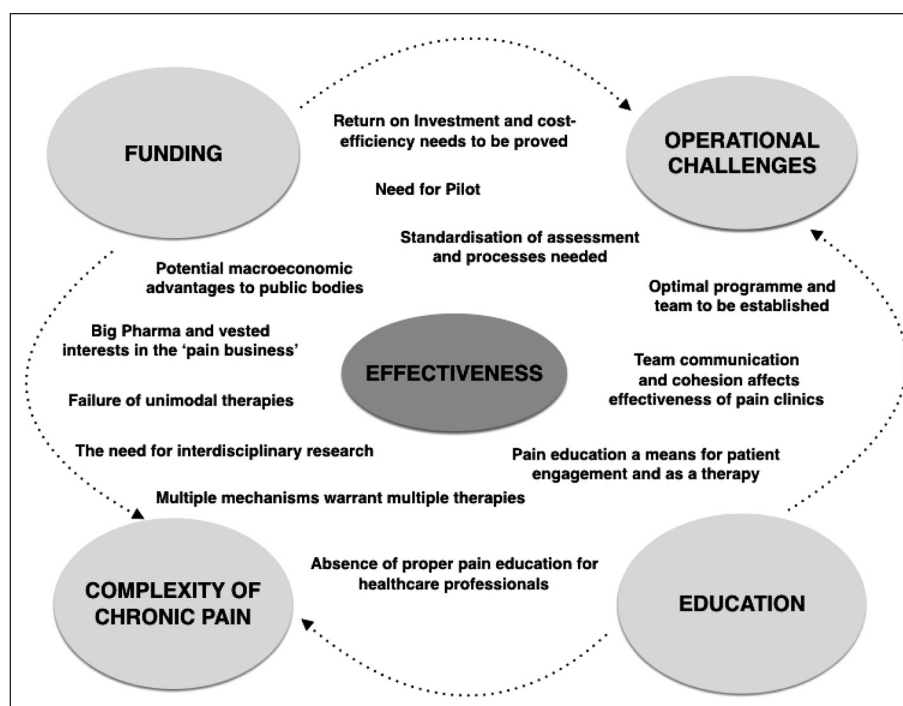 FUNDING
Return on Investment and cost-
efficiency needs to be proved
OPERATIONAL
CHALLENGES
Need for Pilot
Standardisation of assessment
and processes needed
Potential macroeconomic
advantages to public bodies
Optimal programme and
team to be established
Big Pharma and vested
interests in the ‘pain business’
EFFECTIVENESS
Team communication
and cohesion affects
effectiveness of pain clinics
Failure of unimodal therapies
The need for interdisciplinary research
Pain education a means for patient
engagement and as a therapy
Multiple mechanisms warrant multiple therapies
Absence of proper pain education for
healthcare professionals
COMPLEXITY OF
CHRONIC PAIN
EDUCATION